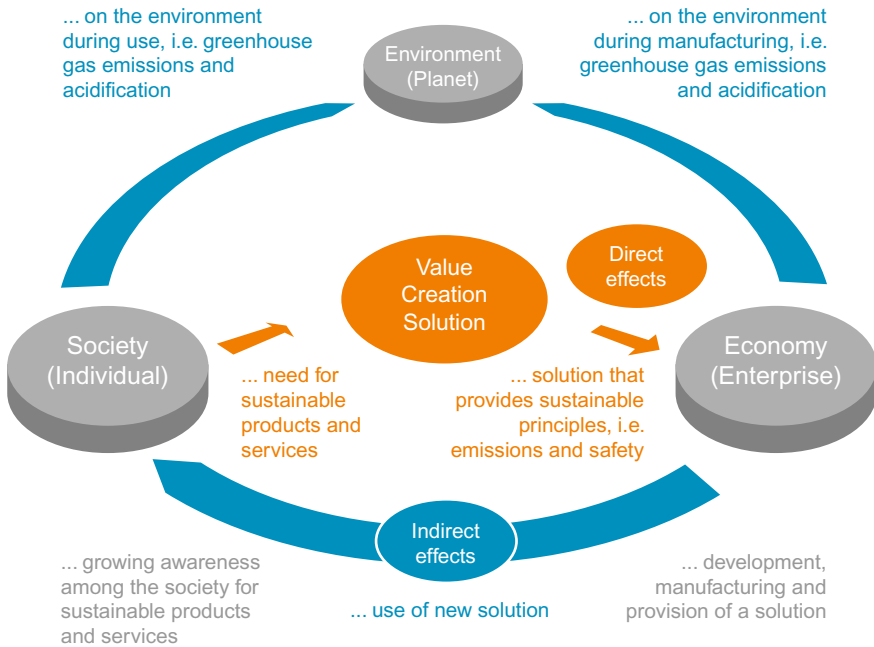 ... on the environment
during use, i.e. greenhouse
gas emissions and
acidification
Environment
(Planet)
... on the environment
during manufacturing, i.e.
greenhouse gas emissions
and acidification
Value
Creation
Solution
Direct
effects
Society
(Individual)
Economy
(Enterprise)
... need for
sustainable
products and
services
... solution that
provides sustainable
principles, i.e.
emissions and safety
Indirect
effects
... growing awareness
among the society for
sustainable products
and services
... use of new solution
... development,
manufacturing and
provision of a solution